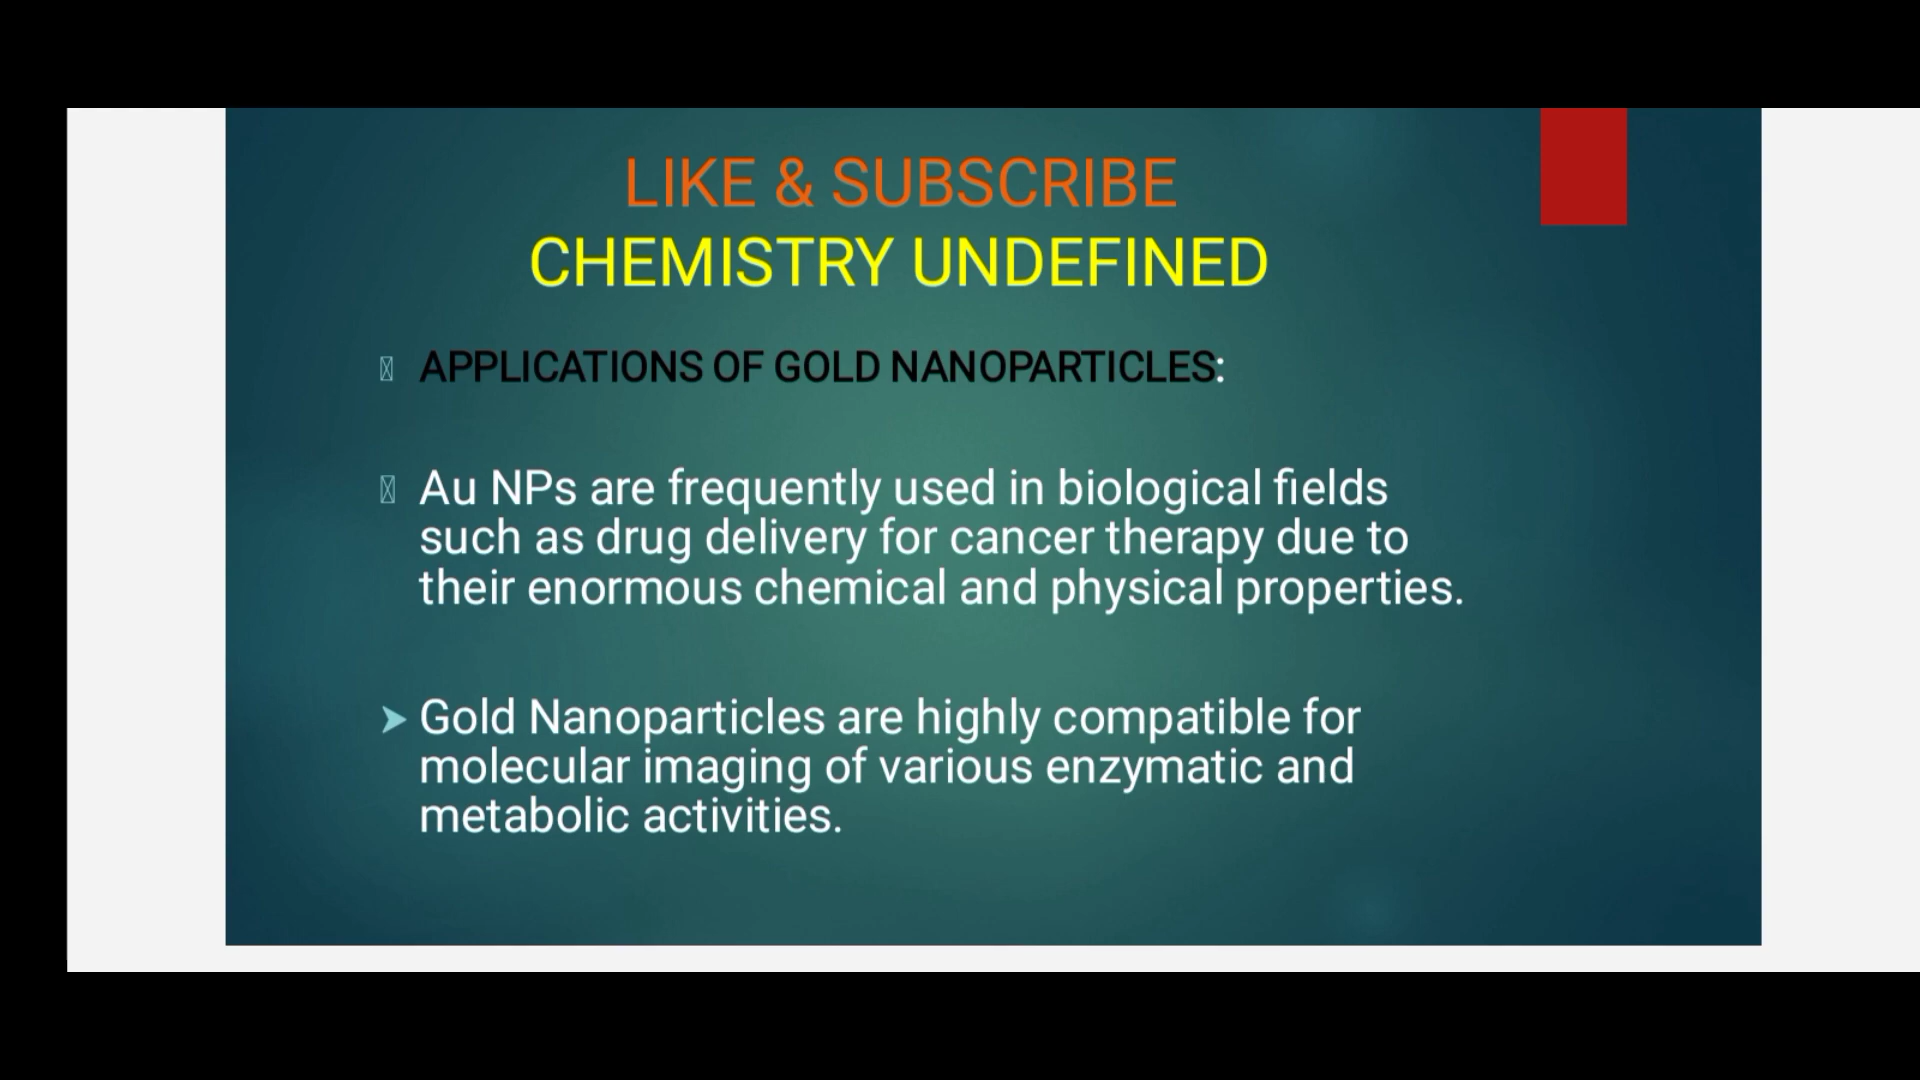 LIKE & SUBSCRIBE
CHEMISTRY UNDEFINED
APPLICATIONS OF GOLD NANOPARTICLES:
Au NPs are frequently used in biological fields
such as drug delivery for cancer therapy due to
their enormous chemical and physical properties.
➤ Gold Nanoparticles are highly compatible for
molecular imaging of various enzymatic and
metabolic activities.